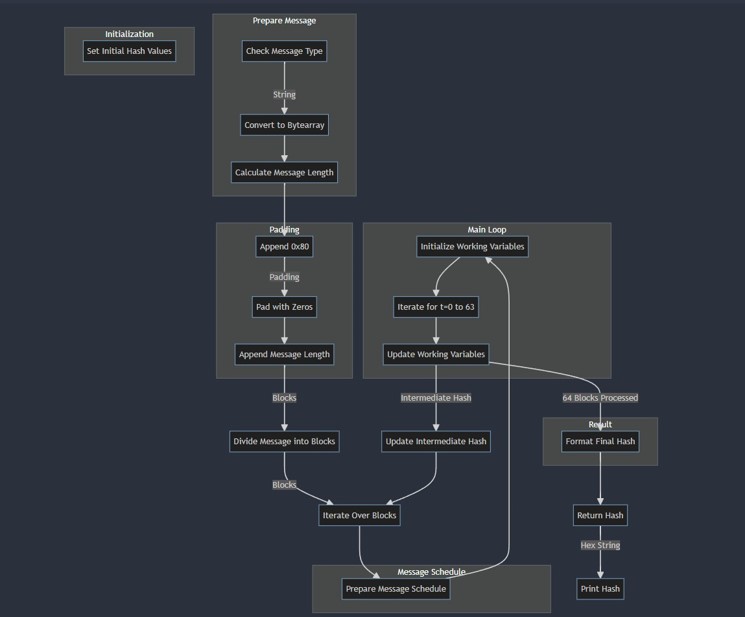 Initialization
Set Initial Hash Values
Prepare Message
Check Message Type
String
Convert to Bytearray
Calculate Message Length
Padding
Append 0x80
Padding
Pad with Zeros
Append Message Length
Main Loop
Initialize Working Variables
Iterate for t=0 to 63
Update Working Variables
Blocks
Intermediate Hash
64 Blocks Processed
Divide Message into Blocks
Update Intermediate Hash
Result
Format Final Hash
Blocks
Iterate Over Blocks
Return Hash
Hex String
Message Schedule
Prepare Message Schedule
Print Hash